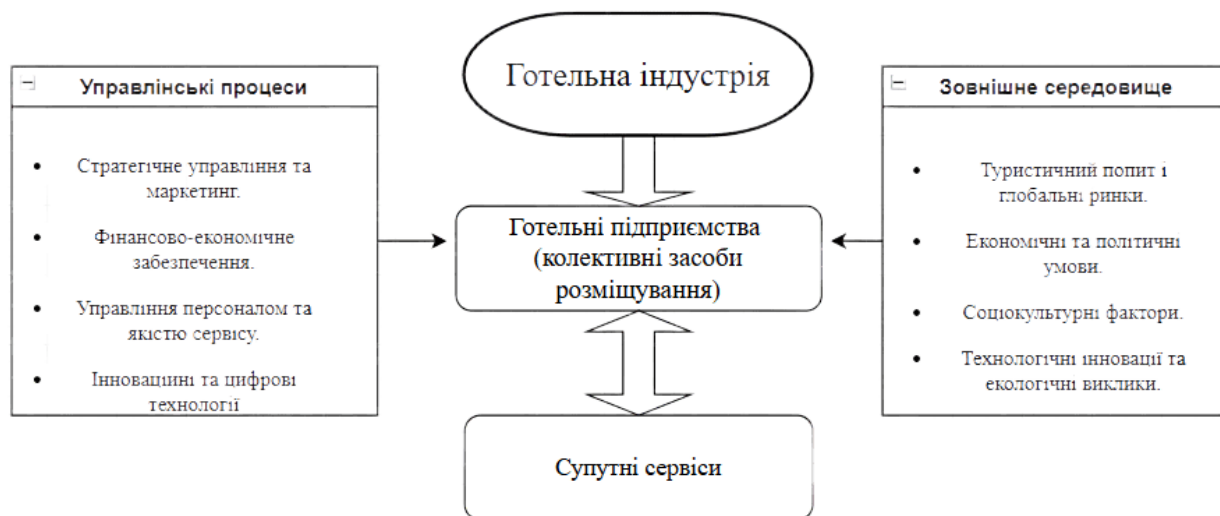 Готельна індустрія
Управлінські процеси
Стратегічне управління та
маркетинг.
Фінансово-економічне
забезпечення.
Управління персоналом та
якістю сервісу.
Інноваційні та цифрові
технології
Готельні підприємства
(колективні засоби
розміщування)
Зовнішнє середовище
Туристичний попит і
глобальні ринки.
Економічні та політичні
умови.
Соціокультурні фактори.
Технологічні інновації та
екологічні виклики.
Супутні сервіси